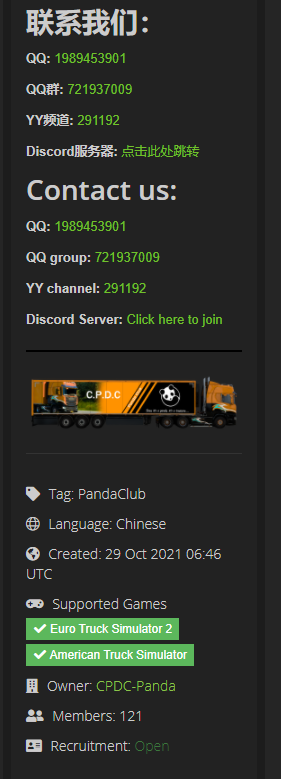 联系我们：
QQ: 1989453901
QQ群: 721937009
YY频道: 291192
Discord服务器: 点击此处跳转
Contact us:
QQ: 1989453901
QQ group: 721937009
YY channel: 291192
Discord Server: Click here to join
C.P.D.C
Tag: PandaClub
Language: Chinese
Created: 29 Oct 2021 06:46
UTC
Supported Games
Euro Truck Simulator 2
American Truck Simulator
Owner: CPDC-Panda
Members: 121
Recruitment: Open